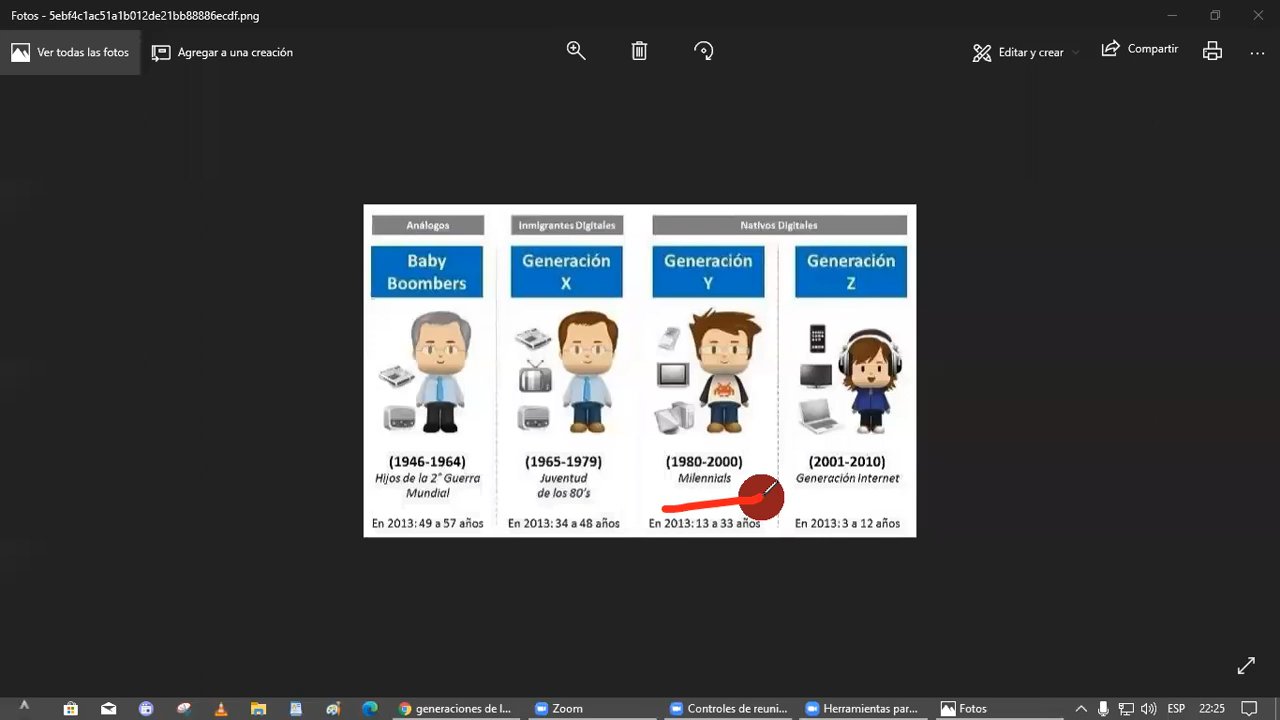 Fotos - 5ebf4c1ac51a1b012de21bb88886ecdf.png
Ver todas las fotos
Agregar a una creación
Editar y crear
Compartir
Análogos
Inmigrantes Digitales
Nativos Digitales
Baby
Boombers
Generación
X
Generación
Y
Generación
Z
(1946-1964)
Hijos de la 2° Guerra
Mundial
En 2013: 49 a 57 años
(1965-1979)
Juventud
de los 80's
En 2013: 34 a 48 años
(1980-2000)
Milennials
En 2013: 13 a 33 años
(2001-2010)
Generación Internet
En 2013: 3 a 12 años
generaciones de l...
Zoom
Controles de reuni...
Herramientas par...
Fotos
ESP
22:25